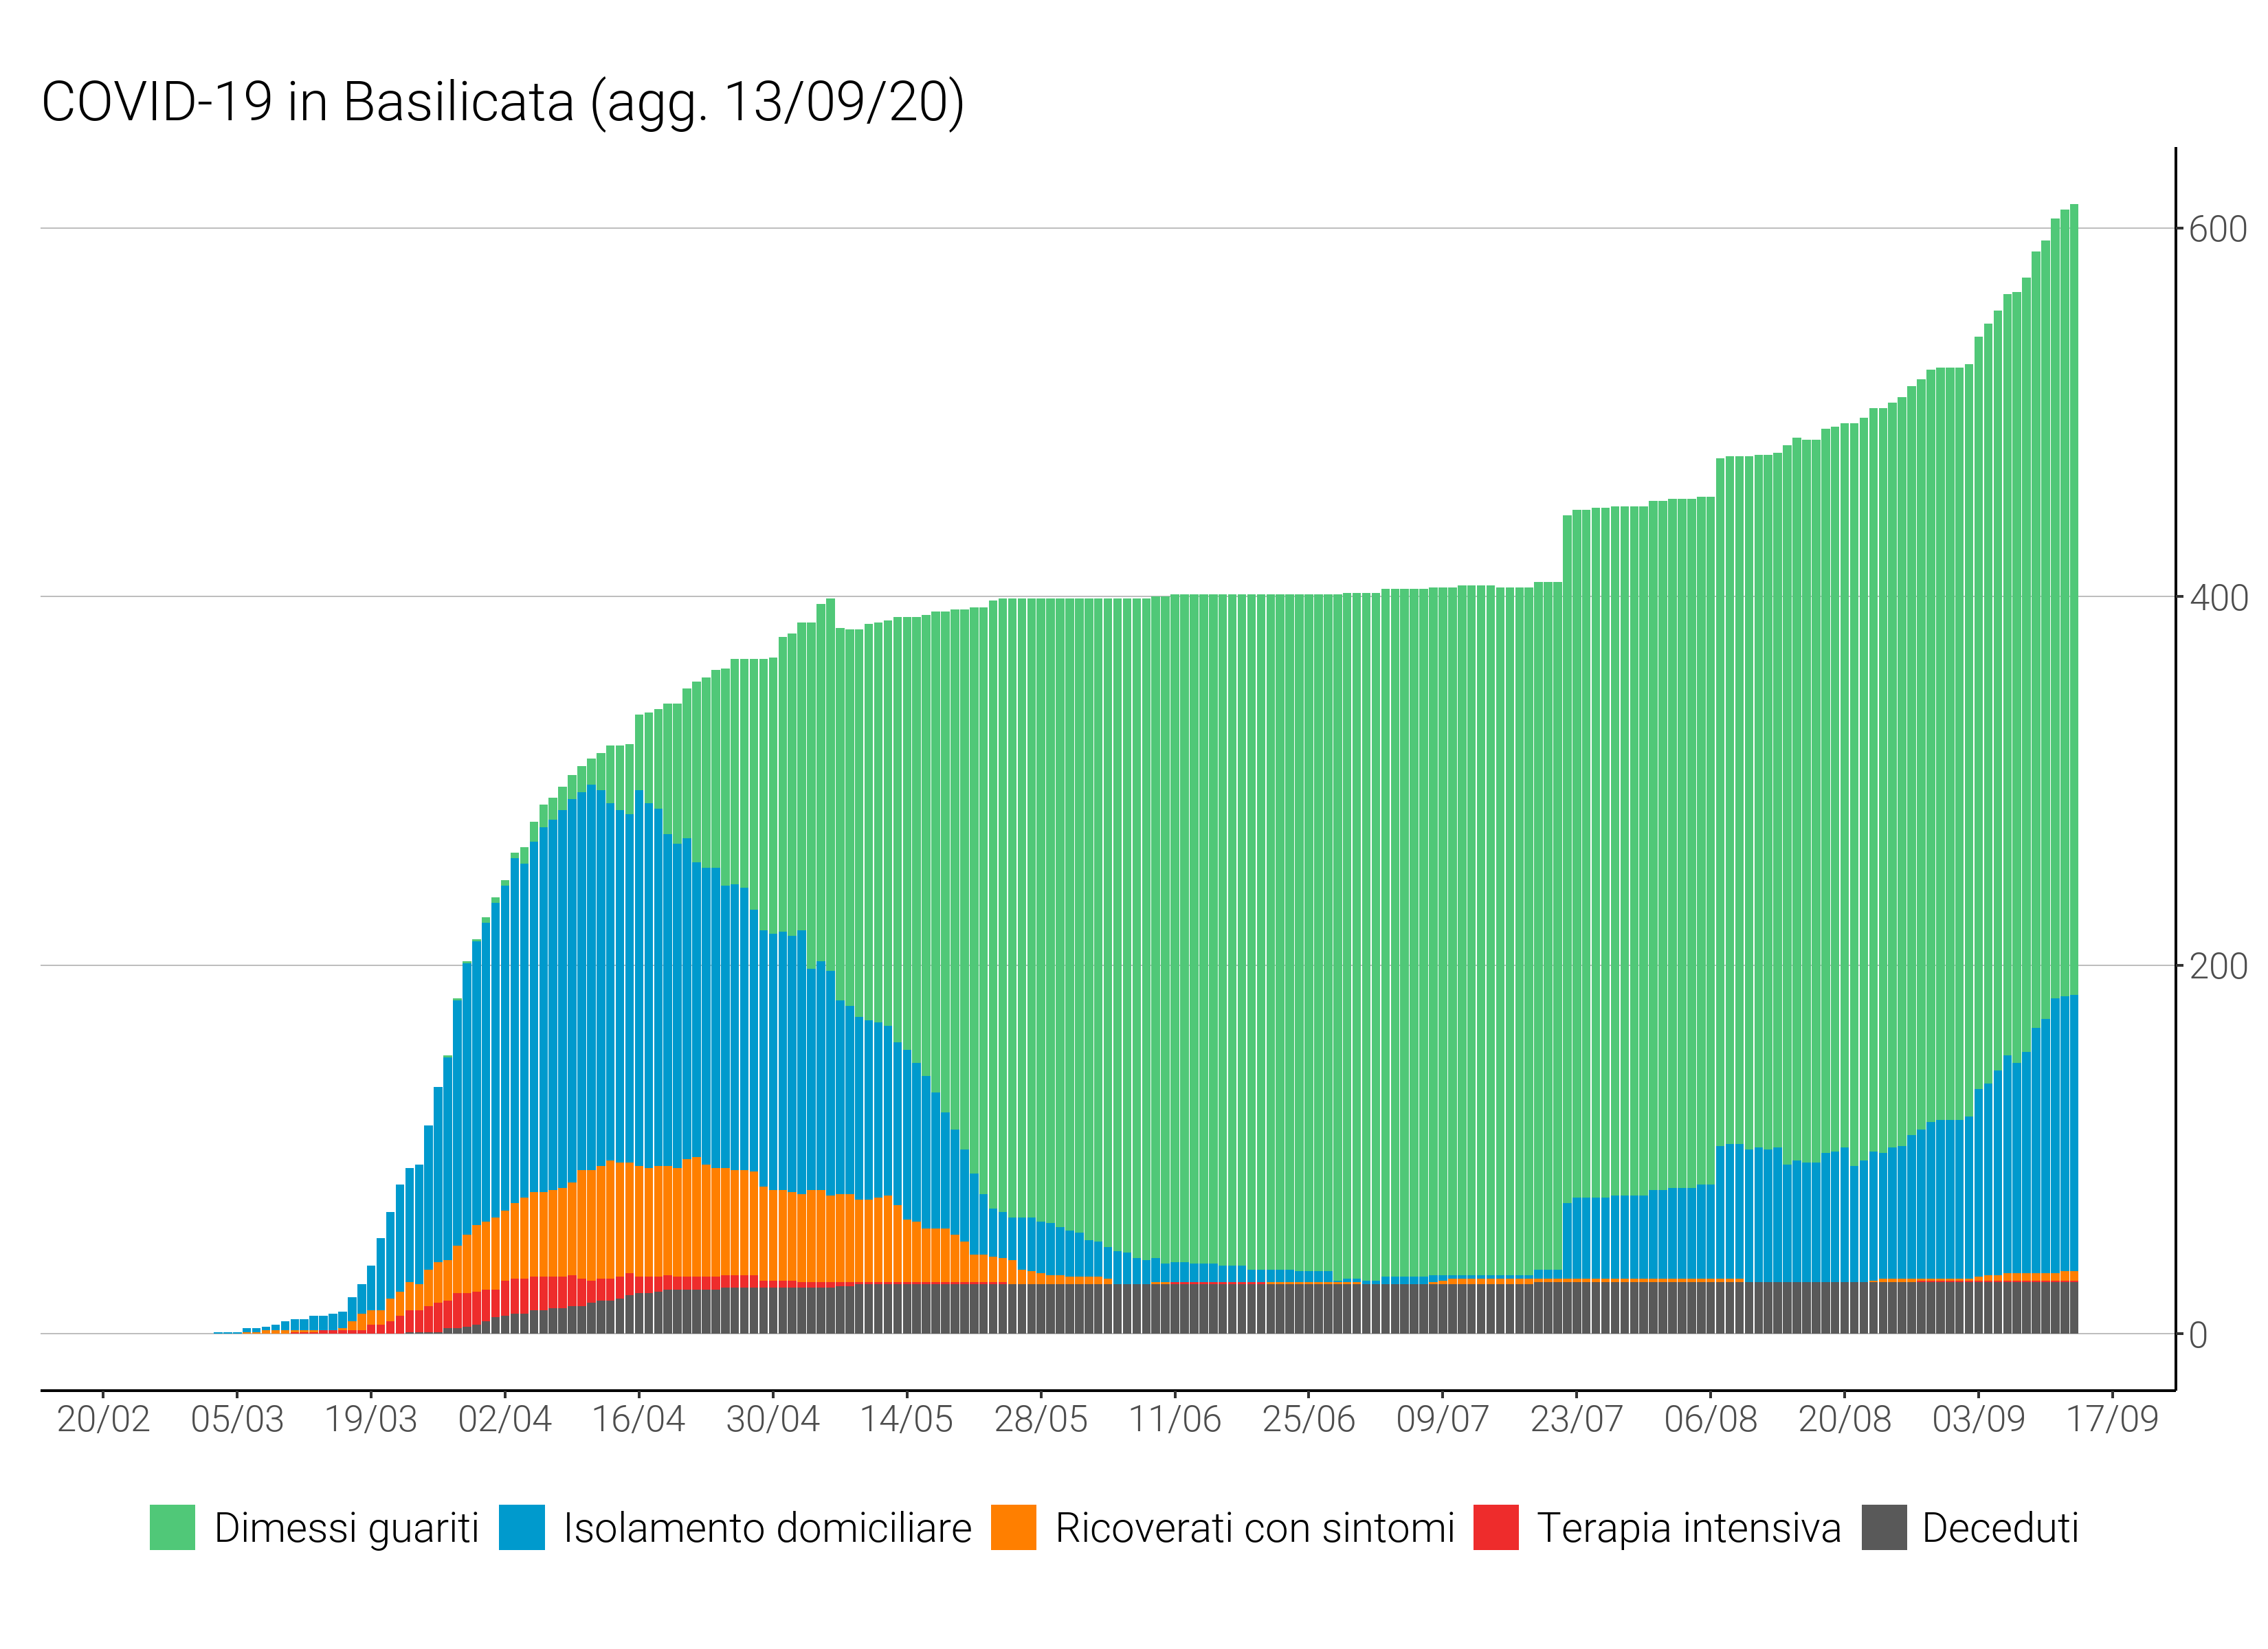 COVID-19 in Basilicata (agg. 13/09/20)
600
400
200
0
20/02 05/03 19/03 02/04 16/04 30/04 14/05 28/05 11/06 25/06 09/07 23/07 06/08 20/08 03/09 17/09
Dimessi guariti Isolamento domiciliare Ricoverati con sintomi Terapia intensiva Deceduti